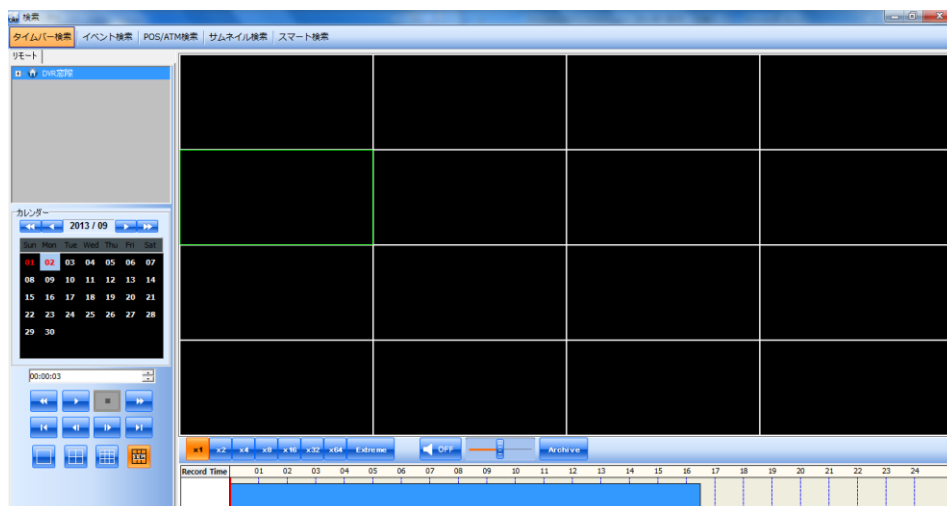 検索
タイムバー検索 イベント検索 POS/ATM検索 サムネイル検索 スマート検索
リモート
カレンダー
2013 / 09
Sun Mon Tue Wed Thu Fri Sat
01 02 03 04 05 06 07
08 09 10 11 12 13 14
15 16 17 18 19 20 21
22 23 24 25 26 27 28
29 30
00:00:03
x1 x2 x4 x8 x16 x32 x64 Extreme OFF Archive
Record Time 01 02 03 04 05 06 07 08 09 10 11 12 13 14 15 16 17 18 19 20 21 22 23 24